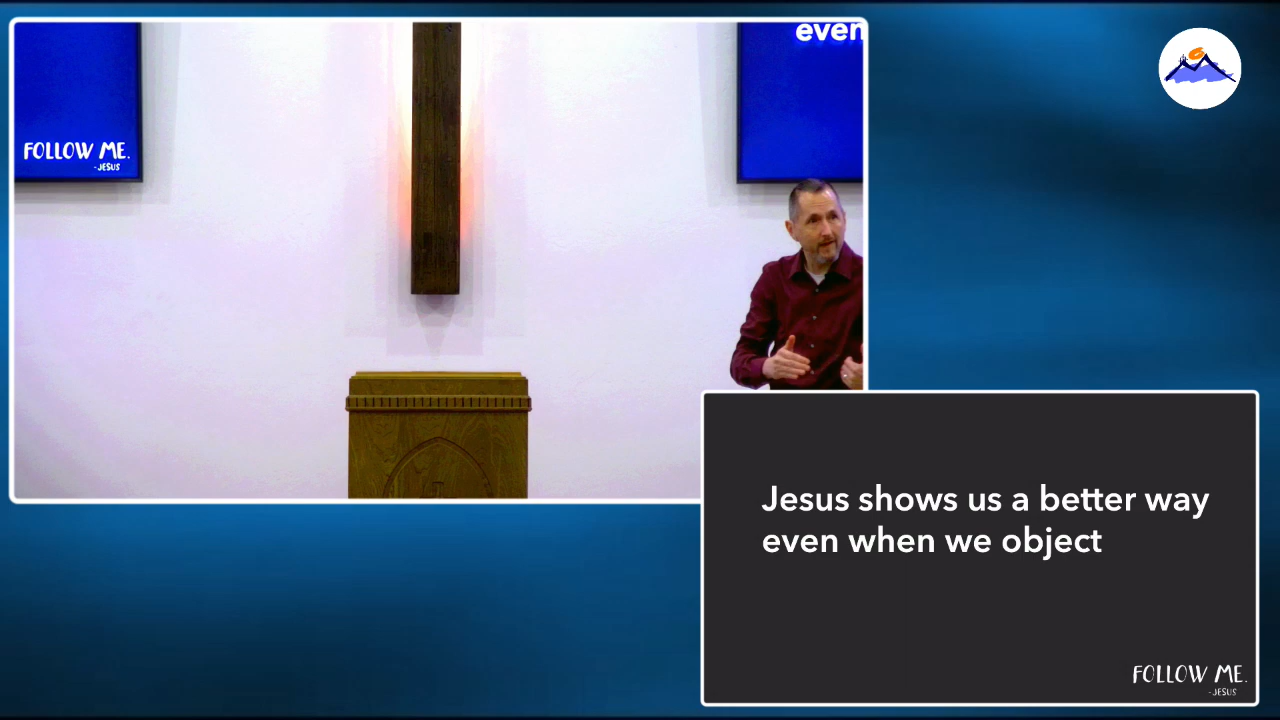 even
FOLLOW ME.
-JESUS
Jesus shows us a better way
even when we object
FOLLOW ME.
-JESUS